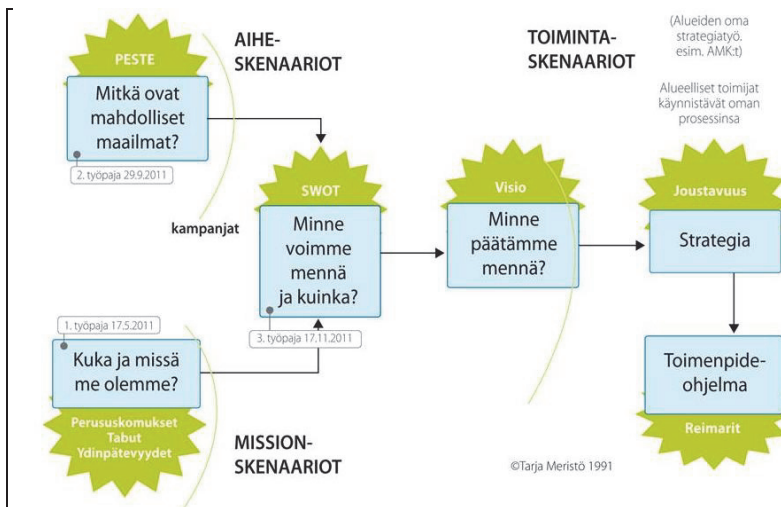 PESTE
Mitkä ovat
mahdolliset
maailmat?
2. työpaja 29.9.2011
AIHE-
SKENAARIOT
kampanjat
SWOT
Minne
voimme
mennä
ja kuinka?
3. työpaja 17.11.2011
1. työpaja 17.5.2011
Kuka ja missä
me olemme?
Perususkomukset
Tabut
Ydinpätevyydet
MISSION-
SKENAARIOT
TOIMINTA-
SKENAARIOT
Visio
Minne
päätämme
mennä?
(Alueiden oma
strategiatyö.
esim. AMK:t)
Alueelliset toimijat
käynnistävät oman
prosessinsa
Joustavuus
Strategia
Toimenpide-
ohjelma
Reimarit
©Tarja Meristö 1991